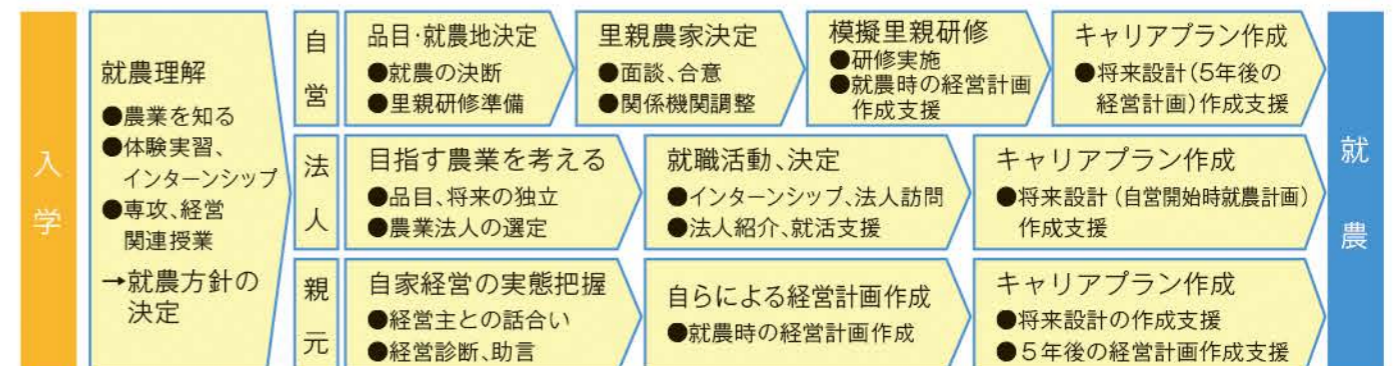 入学
就農理解
●農業を知る
●体験実習、
インターンシップ
●専攻、経営
関連授業
→就農方針の
決定
自営
品目･就農地決定
●就農の決断
●里親研修準備
里親農家決定
●面談、合意
●関係機関調整
模擬里親研修
●研修実施
●就農時の経営計画
作成支援
キャリアプラン作成
●将来設計(5年後の
経営計画)作成支援
法人
目指す農業を考える
●品目、将来の独立
●農業法人の選定
就職活動、決定
●インターンシップ、法人訪問
●法人紹介、就活支援
キャリアプラン作成
●将来設計(自営開始時就農計画)
作成支援
親元
自家経営の実態把握
●経営主との話合い
●経営診断、助言
自らによる経営計画作成
●就農時の経営計画作成
キャリアプラン作成
●将来設計の作成支援
●5年後の経営計画作成支援
就農